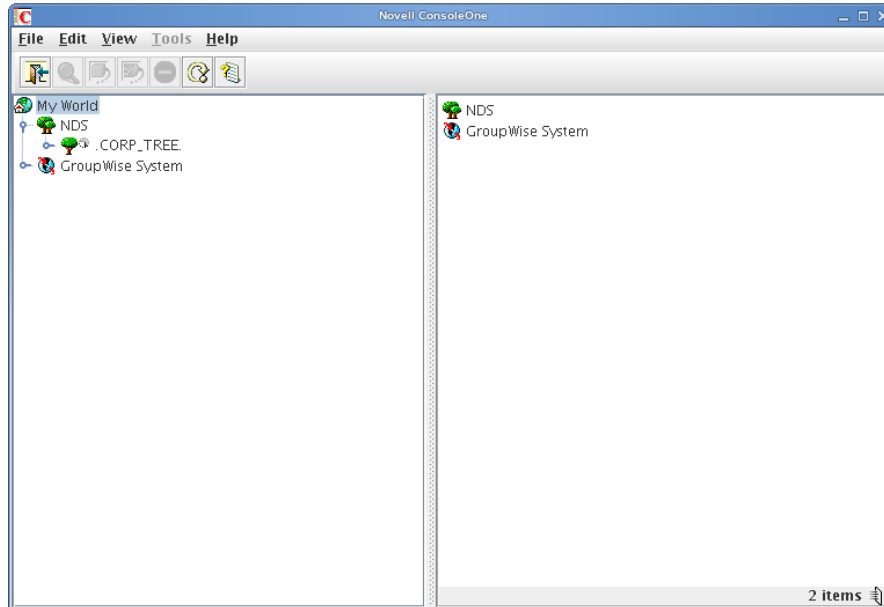 Novell ConsoleOne
File Edit View Tools Help
My World
NDS
.CORP_TREE.
GroupWise System
NDS
GroupWise System
2 items